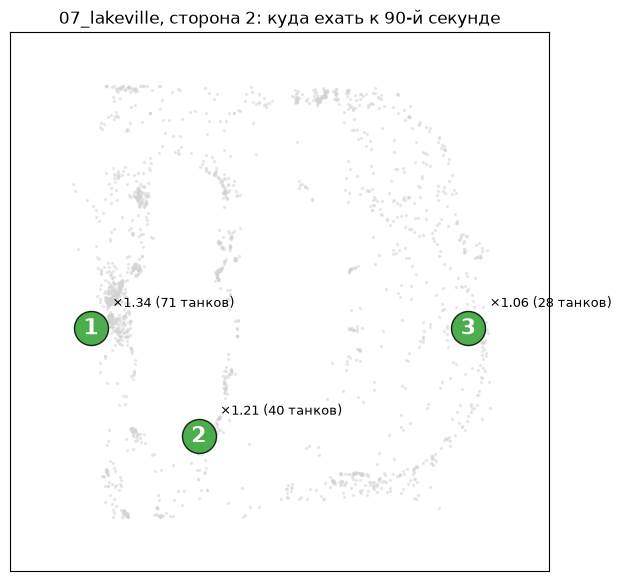 07_lakeville, сторона 2: куда ехать к 90-й секунде
×1.34 (71 танков)
1
×1.06 (28 танков)
3
×1.21 (40 танков)
2